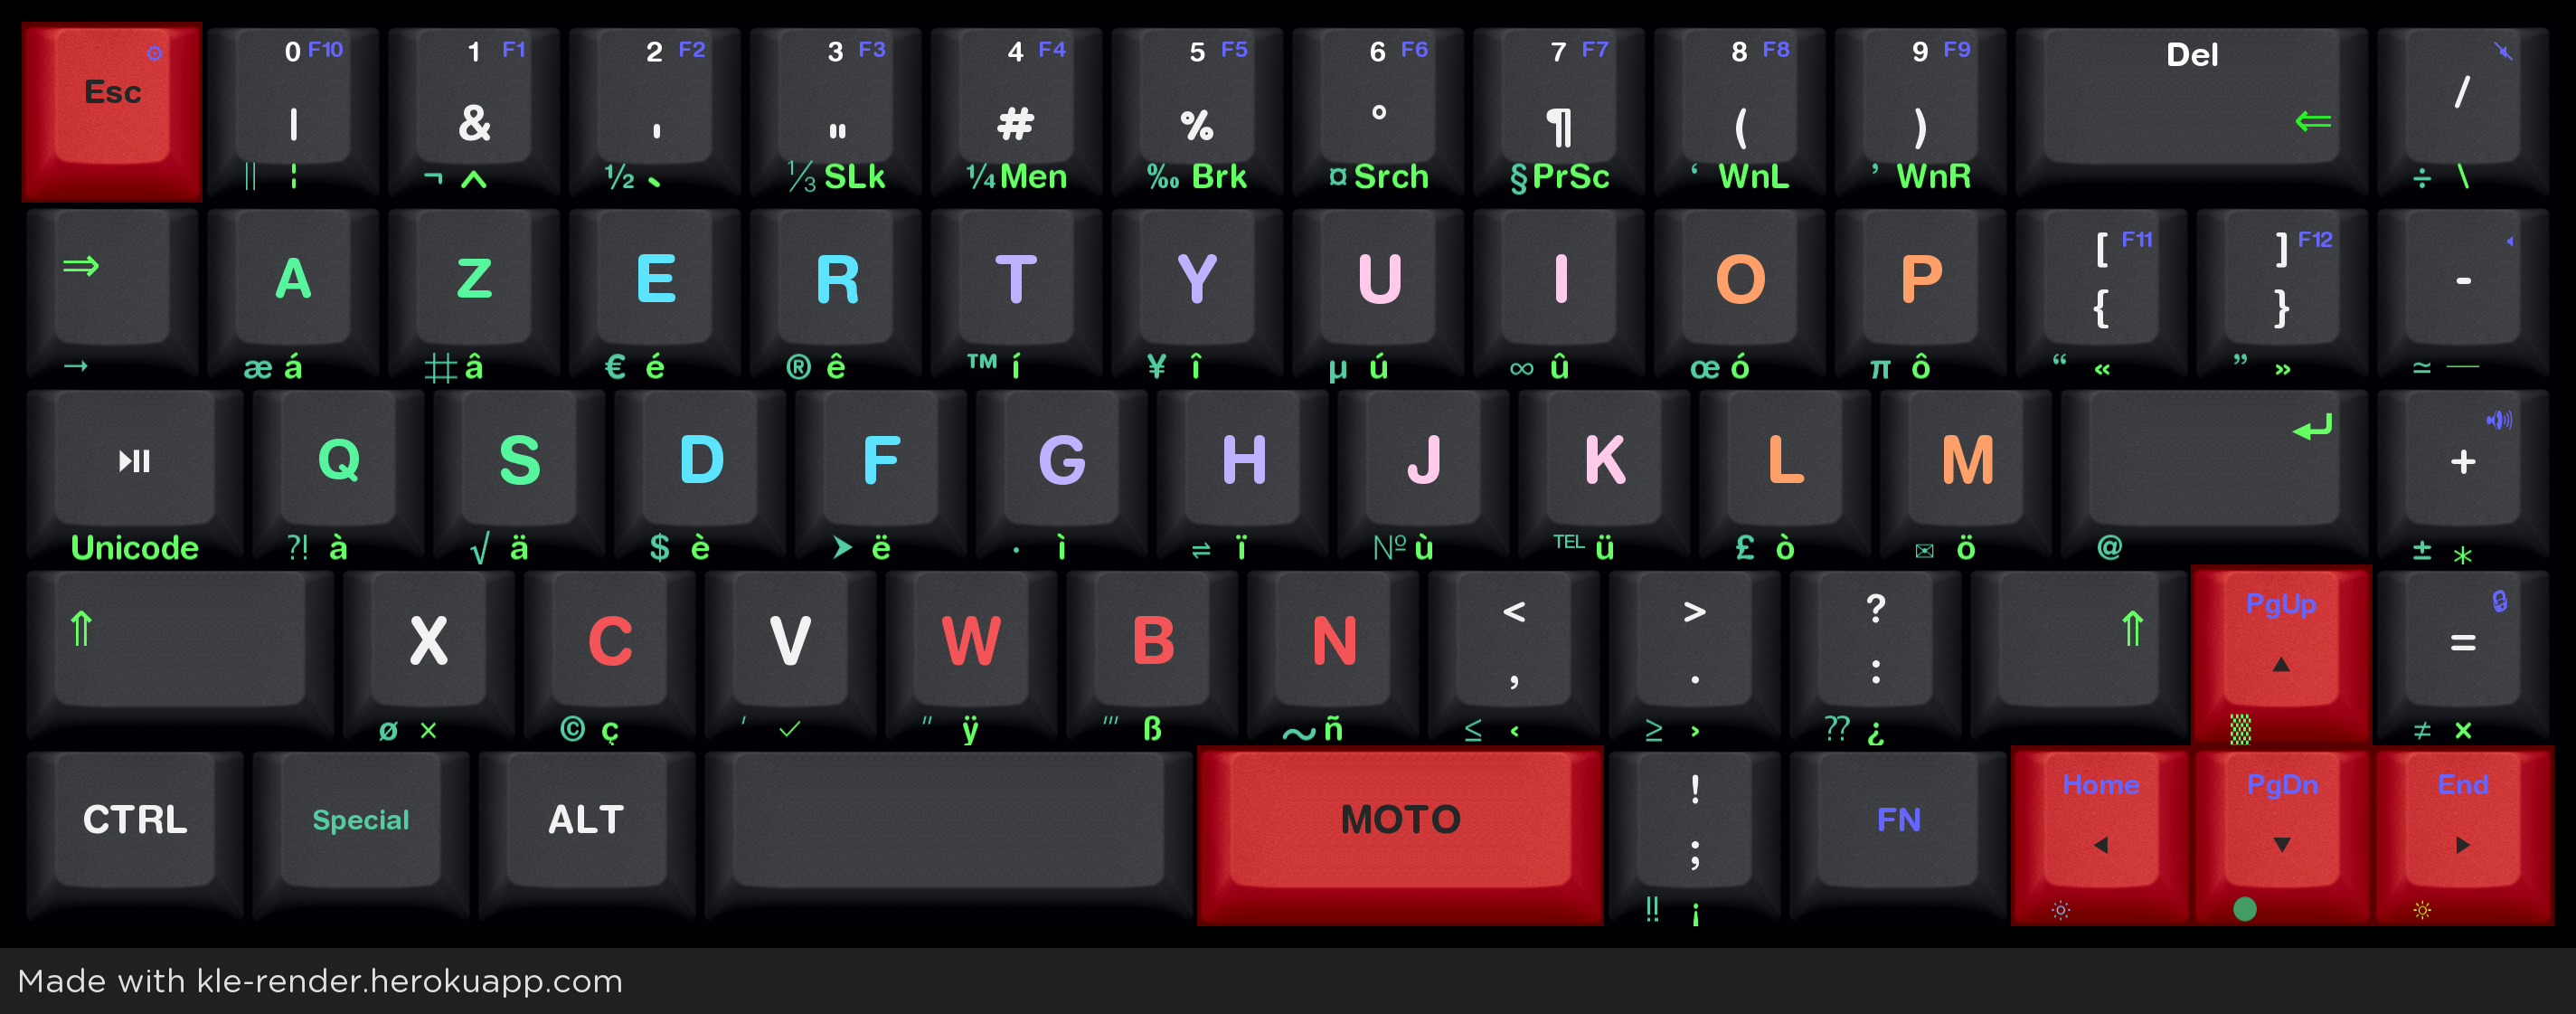 Esc ⚙ 0 F10 1 F1 2 F2 3 F3 4 F4 5 F5 6 F6 7 F7 8 F8 9 F9 Del
| & ' " # % ° ¶ ( ) ⇐ /
‖ ¦ ¬ ^ ½ ` ⅓ SLk ¼ Men ‰ Brk ¤ Srch § PrSc ‘ WnL ’ WnR ÷ \
⇒ A Z E R T Y U I O P [ F11 ] F12
{ } -
→ æ á # â € é ® ê ™ í ¥ î µ ú ∞ û œ ó π ô “ « ” » ≃ —
Q S D F G H J K L M ↵ +
Unicode ?! à √ ä $ è ➤ ë · ì ⇌ ï № ù ℡ ü £ ò ✉ ö @ ± *
⇑ X C V W B N < > ? ⇑ PgUp =
, . : ▲
ø × © ç ′ ✓ ″ ÿ ‴ ß ~ ñ ≤ ‹ ≥ › ⁇ ¿ ▒ ≠ ×
CTRL Special ALT MOTO ! FN Home PgDn End
; ◀ ▼ ▶
‼ ¡
Made with kle-render.herokuapp.com